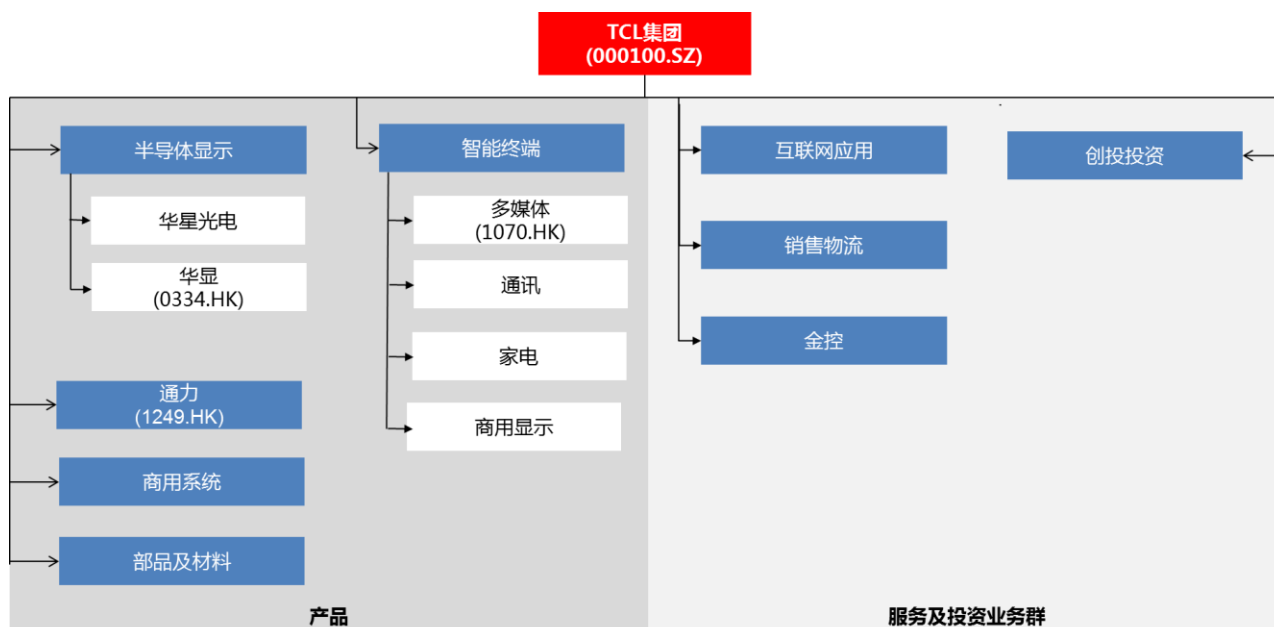 TCL集团
(000100.SZ)
半导体显示
华星光电
华显
(0334.HK)
通力
(1249.HK)
商用系统
部品及材料
智能终端
多媒体
(1070.HK)
通讯
家电
商用显示
产品
互联网应用
销售物流
金控
创投投资
服务及投资业务群